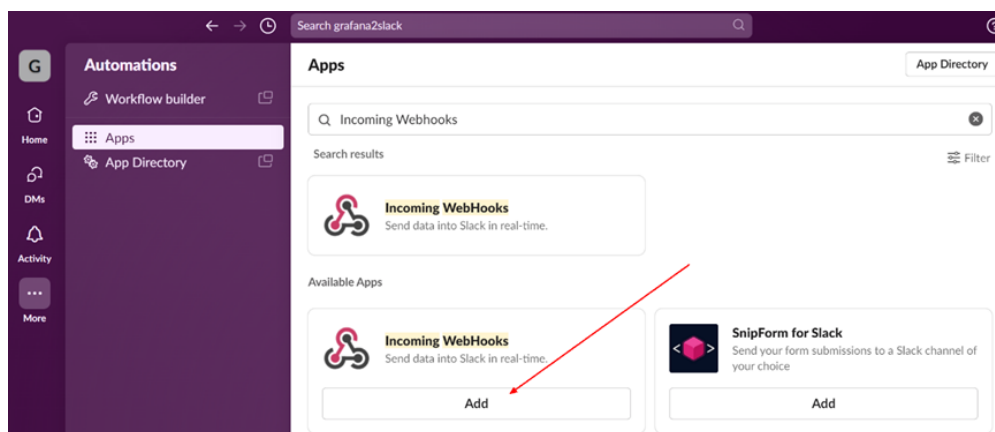 Search grafana2slack
G
Home
DMs
Activity
More
Automations
Workflow builder
Apps
App Directory
Apps
App Directory
Incoming Webhooks
Search results
Filter
Incoming WebHooks
Send data into Slack in real-time.
Available Apps
Incoming WebHooks
Send data into Slack in real-time.
Add
SnipForm for Slack
Send your form submissions to a Slack channel of
your choice
Add